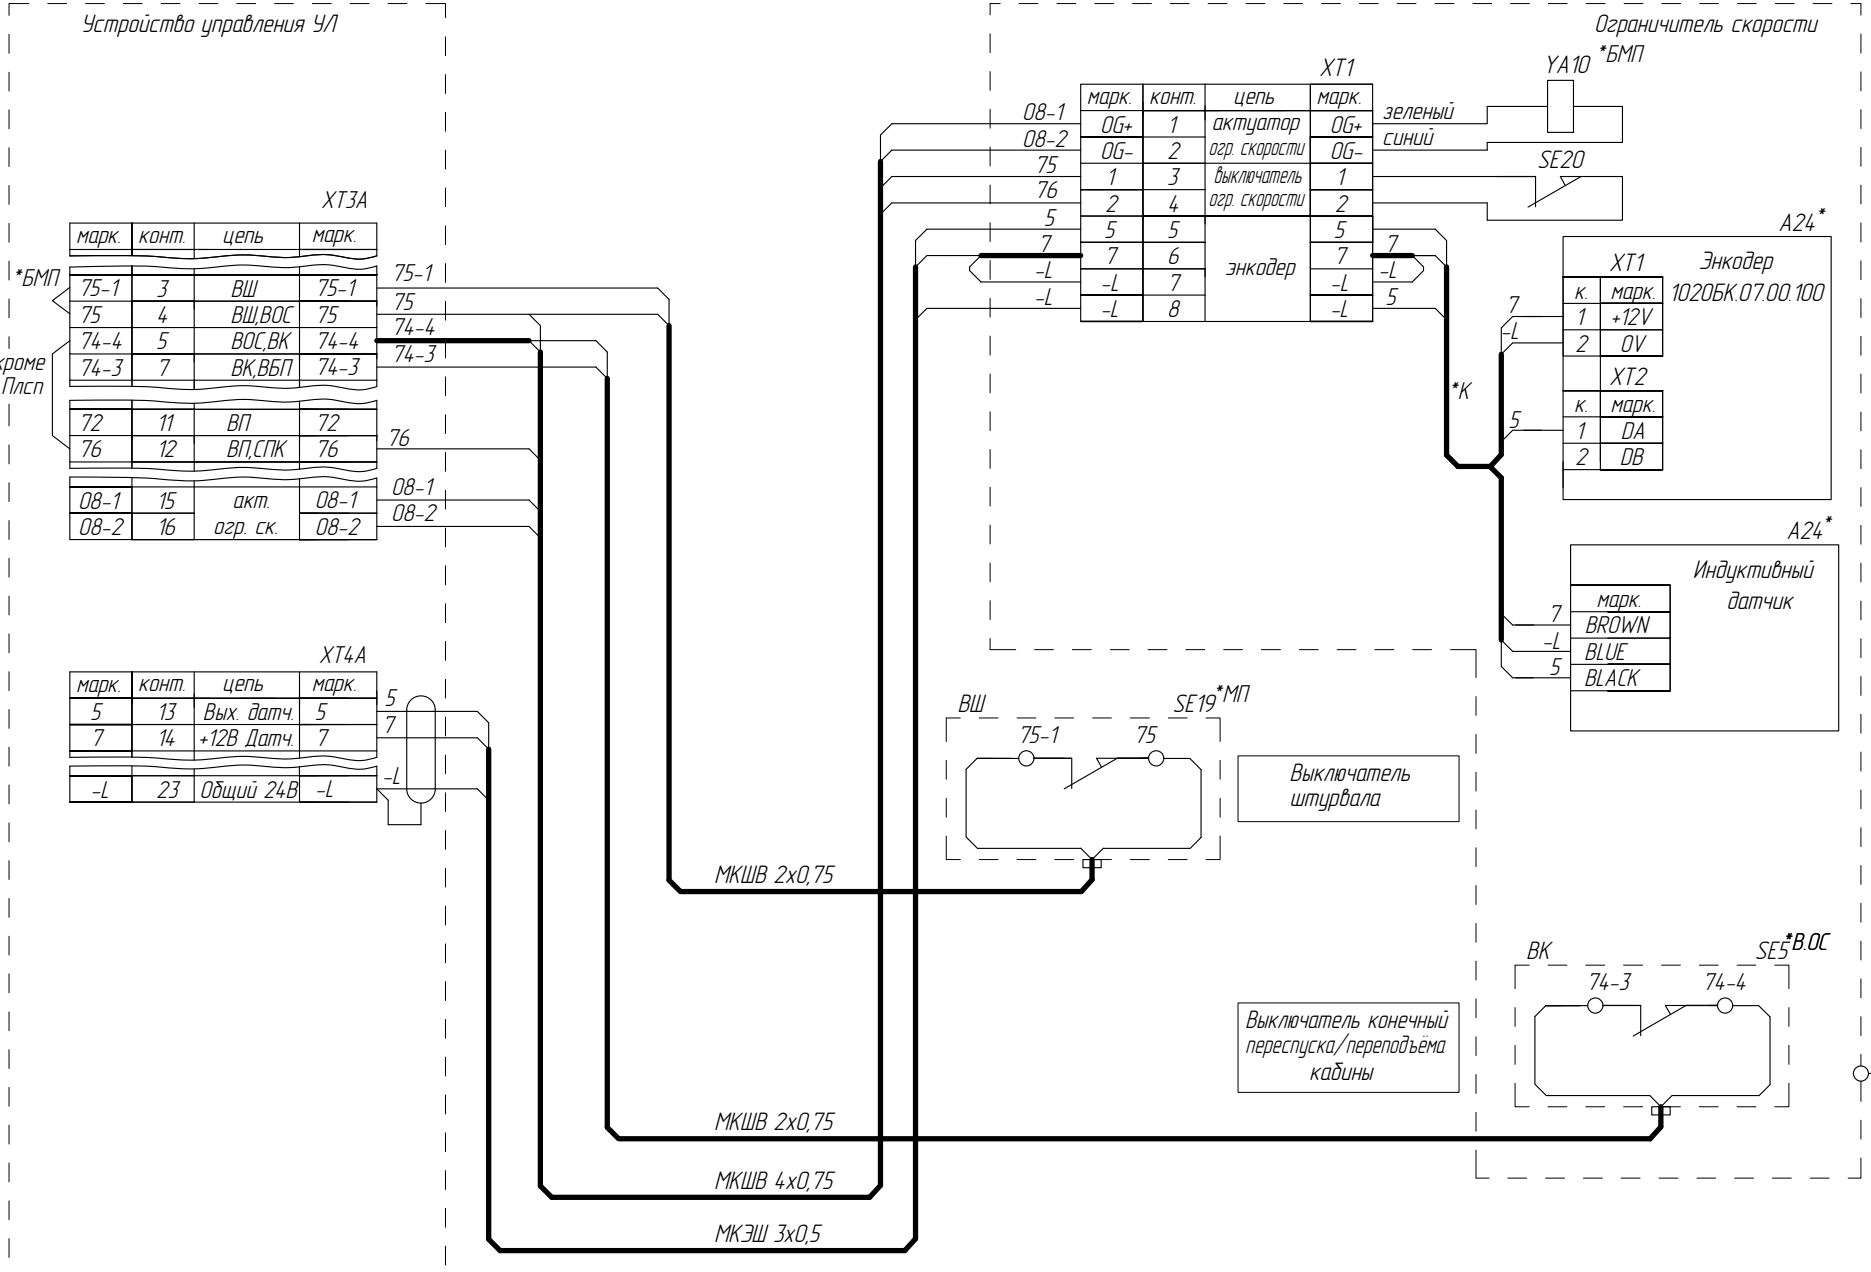 Устройство управления УЛ
XT3A
марк. конт. цепь марк.
*БМП
75-1 3 ВШ 75-1 75-1
75 4 ВШ,ВОС 75 75
74-4 5 ВОС,ВК 74-4 74-4
74-3 7 ВК,ВБП 74-3 74-3
кроме
Плсп
72 11 ВП 72
76 12 ВП,СПК 76 76
08-1 15 акт. 08-1 08-1
08-2 16 огр. ск. 08-2 08-2
XT4A
марк. конт. цепь марк.
5 13 Вых. датч. 5 5
7 14 +12В Датч. 7 7
-L 23 Общий 24В -L -L
Ограничитель скорости
XT1
марк. конт. цепь марк.
08-1 OG+ 1 актуатор OG+ зеленый
08-2 OG- 2 огр. скорости OG- синий
75 1 3 выключатель 1
76 2 4 огр. скорости 2
5 5 5 5
7 7 6 энкодер 7 7
-L 7 -L -L
-L -L 8 -L 5
YA10 *БМП
SE20
*К
A24*
Энкодер
1020БК.07.00.100
XT1
к. марк.
7 1 +12V
-L 2 0V
XT2
к. марк.
5 1 DA
2 DB
A24*
Индуктивный
датчик
марк.
7 BROWN
-L BLUE
5 BLACK
ВШ SE19*МП
75-1 75
Выключатель
штурвала
МКШВ 2х0,75
ВК SE5*В.ОС
74-3 74-4
Выключатель конечный
переспуска/переподъёма
кабины
МКШВ 2х0,75
МКШВ 4х0,75
МКЭШ 3х0,5